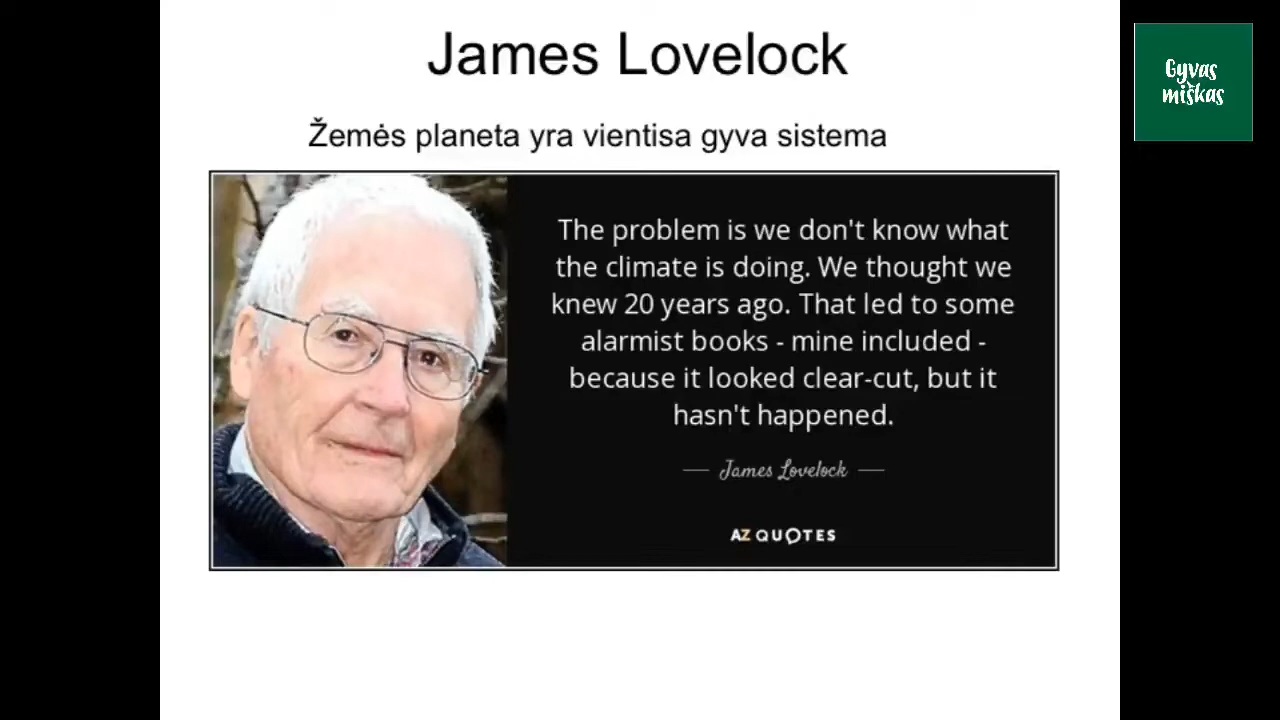 James Lovelock
Gyvas
miškas
Žemės planeta yra vientisa gyva sistema
The problem is we don't know what
the climate is doing. We thought we
knew 20 years ago. That led to some
alarmist books - mine included -
because it looked clear-cut, but it
hasn't happened.
James Lovelock
AZ QUOTES